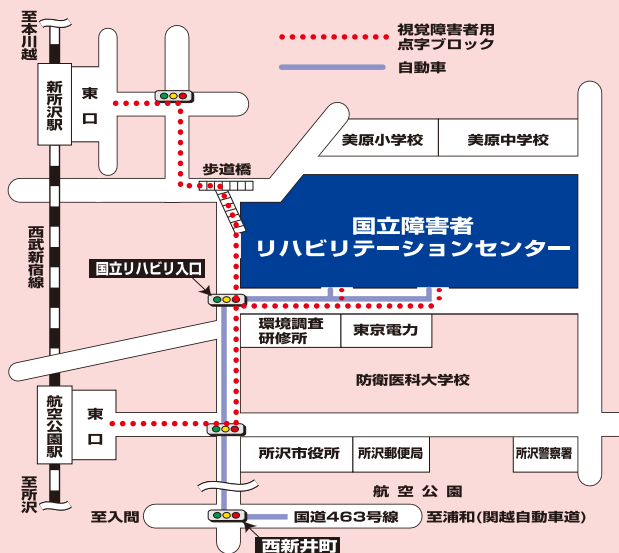 至本川越
視覚障害者用
点字ブロック
自動車
新所沢駅
東口
歩道橋
美原小学校
美原中学校
国立障害者
リハビリテーションセンター
西武新宿線
国立リハビリ入口
環境調査
研修所
東京電力
防衛医科大学校
航空公園駅
東口
所沢市役所
所沢郵便局
所沢警察署
至所沢
航空公園
至入間
国道463号線
至浦和(関越自動車道)
西新井町